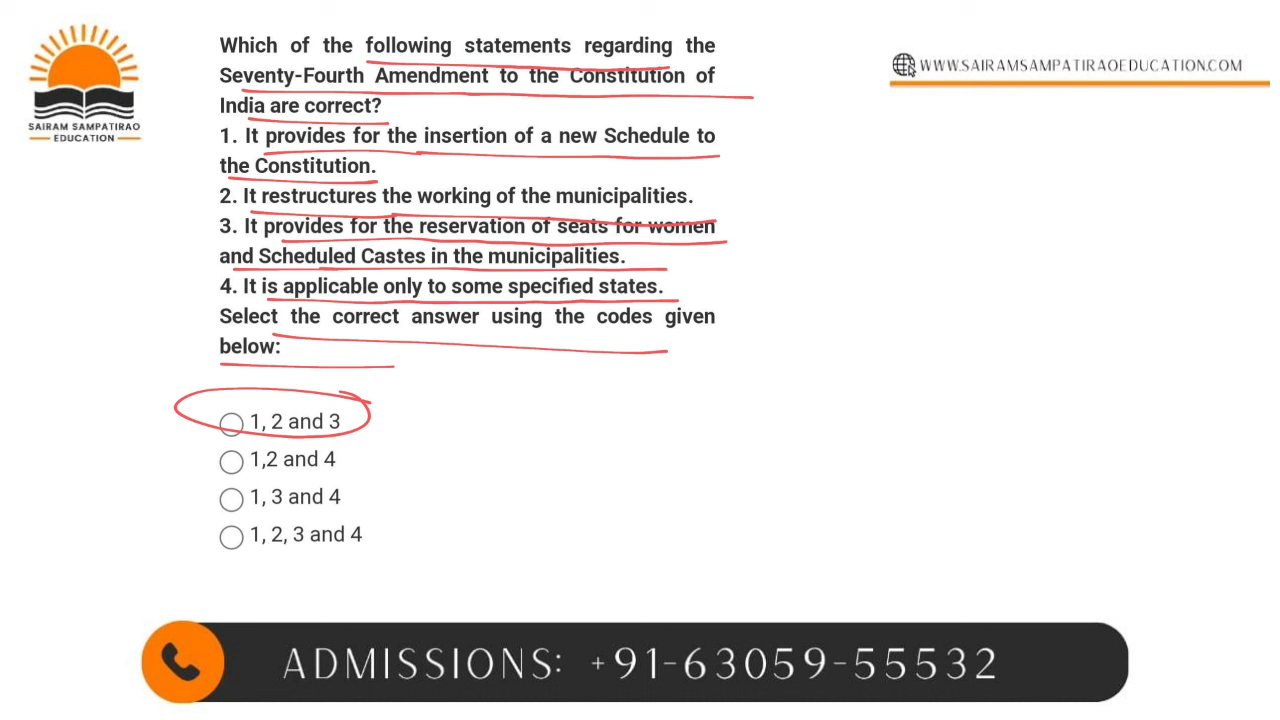 SAIRAM SAMPATIRAO
EDUCATION
WWW.SAIRAMSAMPATIRAOEDUCATION.COM
Which of the following statements regarding the
Seventy-Fourth Amendment to the Constitution of
India are correct?
1. It provides for the insertion of a new Schedule to
the Constitution.
2. It restructures the working of the municipalities.
3. It provides for the reservation of seats for women
and Scheduled Castes in the municipalities.
4. It is applicable only to some specified states.
Select the correct answer using the codes given
below:
1, 2 and 3
1,2 and 4
1, 3 and 4
1, 2, 3 and 4
ADMISSIONS: +91-63059-55532